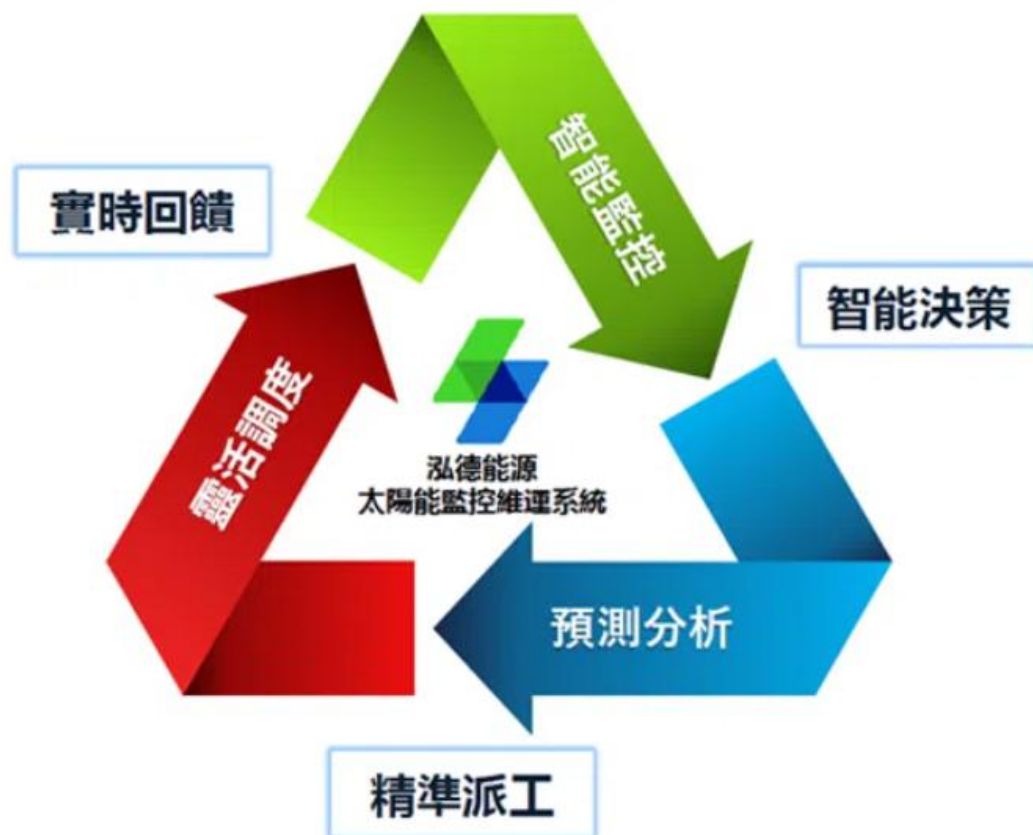 智能監控
實時回饋
智能決策
靈活調度
泓德能源
太陽能監控維運系統
預測分析
精準派工